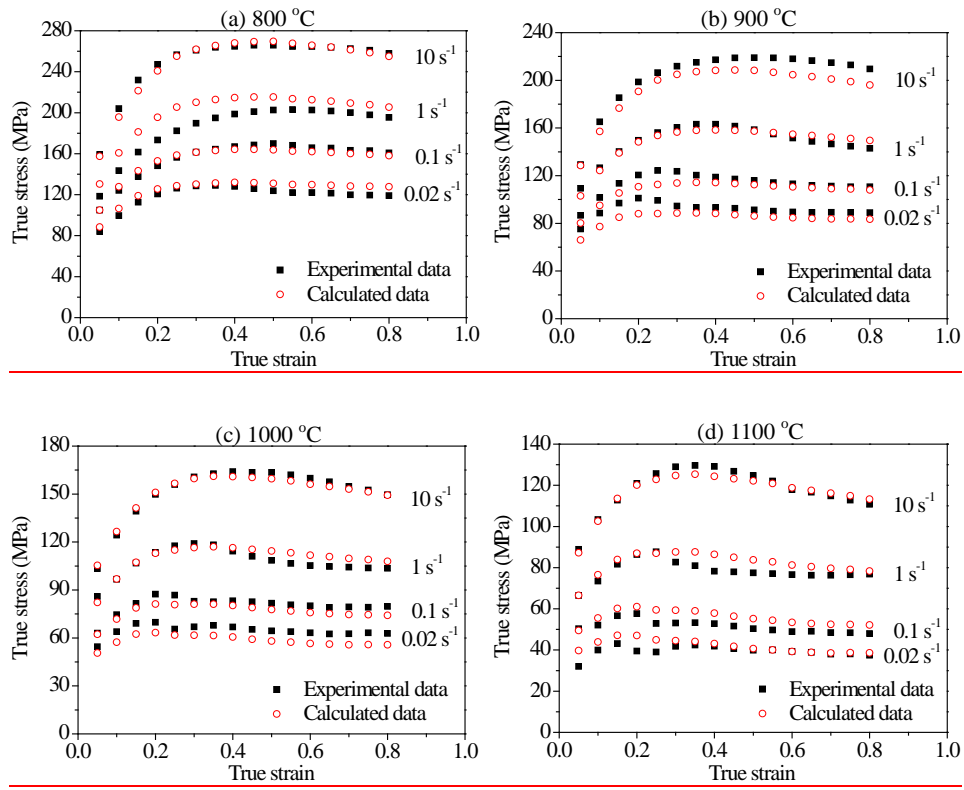 (a) 800 °C
True stress (MPa)
280
240
200
160
120
80
40
0
10 s⁻¹
1 s⁻¹
0.1 s⁻¹
0.02 s⁻¹
Experimental data
Calculated data
0.0 0.2 0.4 0.6 0.8 1.0
True strain
(b) 900 °C
True stress (MPa)
240
200
160
120
80
40
0
10 s⁻¹
1 s⁻¹
0.1 s⁻¹
0.02 s⁻¹
Experimental data
Calculated data
0.0 0.2 0.4 0.6 0.8 1.0
True strain
(c) 1000 °C
True stress (MPa)
180
150
120
90
60
30
0
10 s⁻¹
1 s⁻¹
0.1 s⁻¹
0.02 s⁻¹
Experimental data
Calculated data
0.0 0.2 0.4 0.6 0.8 1.0
True strain
(d) 1100 °C
True stress (MPa)
140
120
100
80
60
40
20
0
10 s⁻¹
1 s⁻¹
0.1 s⁻¹
0.02 s⁻¹
Experimental data
Calculated data
0.0 0.2 0.4 0.6 0.8 1.0
True strain